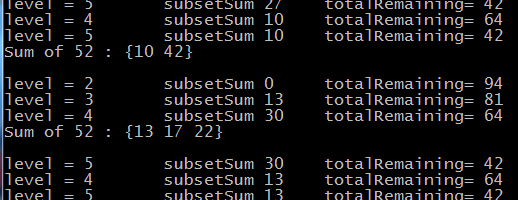 level = 5 subsetSum 27 totalRemaining= 42
level = 4 subsetSum 10 totalRemaining= 64
level = 5 subsetSum 10 totalRemaining= 42
Sum of 52 : {10 42}
level = 2 subsetSum 0 totalRemaining= 94
level = 3 subsetSum 13 totalRemaining= 81
level = 4 subsetSum 30 totalRemaining= 64
Sum of 52 : {13 17 22}
level = 5 subsetSum 30 totalRemaining= 42
level = 4 subsetSum 13 totalRemaining= 64
level = 5 subsetSum 13 totalRemaining= 42